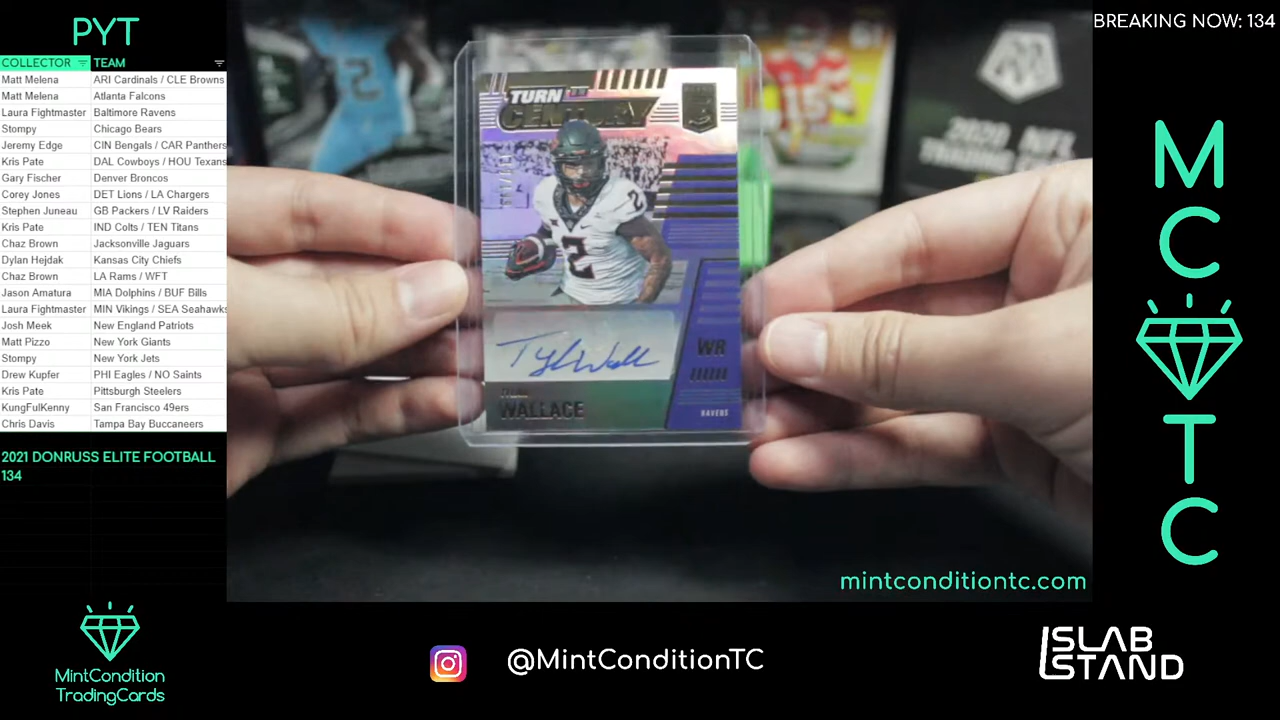 PYT
BREAKING NOW: 134
COLLECTOR TEAM
Matt Melena ARI Cardinals / CLE Browns
Matt Melena Atlanta Falcons
Laura Fightmaster Baltimore Ravens
Stompy Chicago Bears
Jeremy Edge CIN Bengals / CAR Panthers
Kris Pate DAL Cowboys / HOU Texans
Gary Fischer Denver Broncos
Corey Jones DET Lions / LA Chargers
Stephen Juneau GB Packers / LV Raiders
Kris Pate IND Colts / TEN Titans
Chaz Brown Jacksonville Jaguars
Dylan Hejdak Kansas City Chiefs
Chaz Brown LA Rams / WFT
Jason Amatura MIA Dolphins / BUF Bills
Laura Fightmaster MIN Vikings / SEA Seahawks
Josh Meek New England Patriots
Matt Pizzo New York Giants
Stompy New York Jets
Drew Kupfer PHI Eagles / NO Saints
Kris Pate Pittsburgh Steelers
KungFulKenny San Francisco 49ers
Chris Davis Tampa Bay Buccaneers
2021 DONRUSS ELITE FOOTBALL
134
TURN
CENTURY
2
2
WR
WALLACE
RAVENS
15
2020 NFL
M
C
T
C
mintconditiontc.com
MintCondition
TradingCards
@MintConditionTC
SLAB
STAND